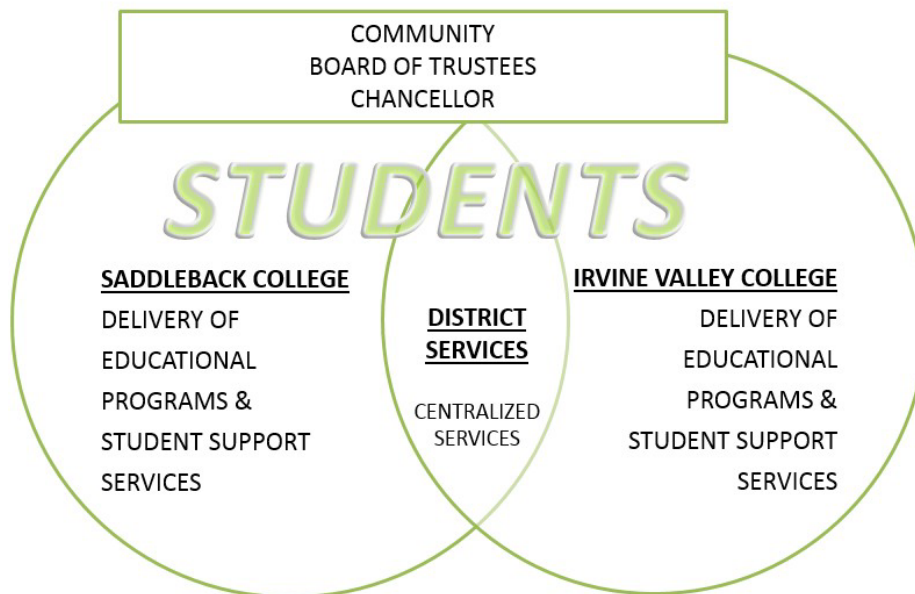 COMMUNITY
BOARD OF TRUSTEES
CHANCELLOR
STUDENTS
SADDLEBACK COLLEGE
DELIVERY OF
EDUCATIONAL
PROGRAMS &
STUDENT SUPPORT
SERVICES
DISTRICT
SERVICES
CENTRALIZED
SERVICES
IRVINE VALLEY COLLEGE
DELIVERY OF
EDUCATIONAL
PROGRAMS &
STUDENT SUPPORT
SERVICES